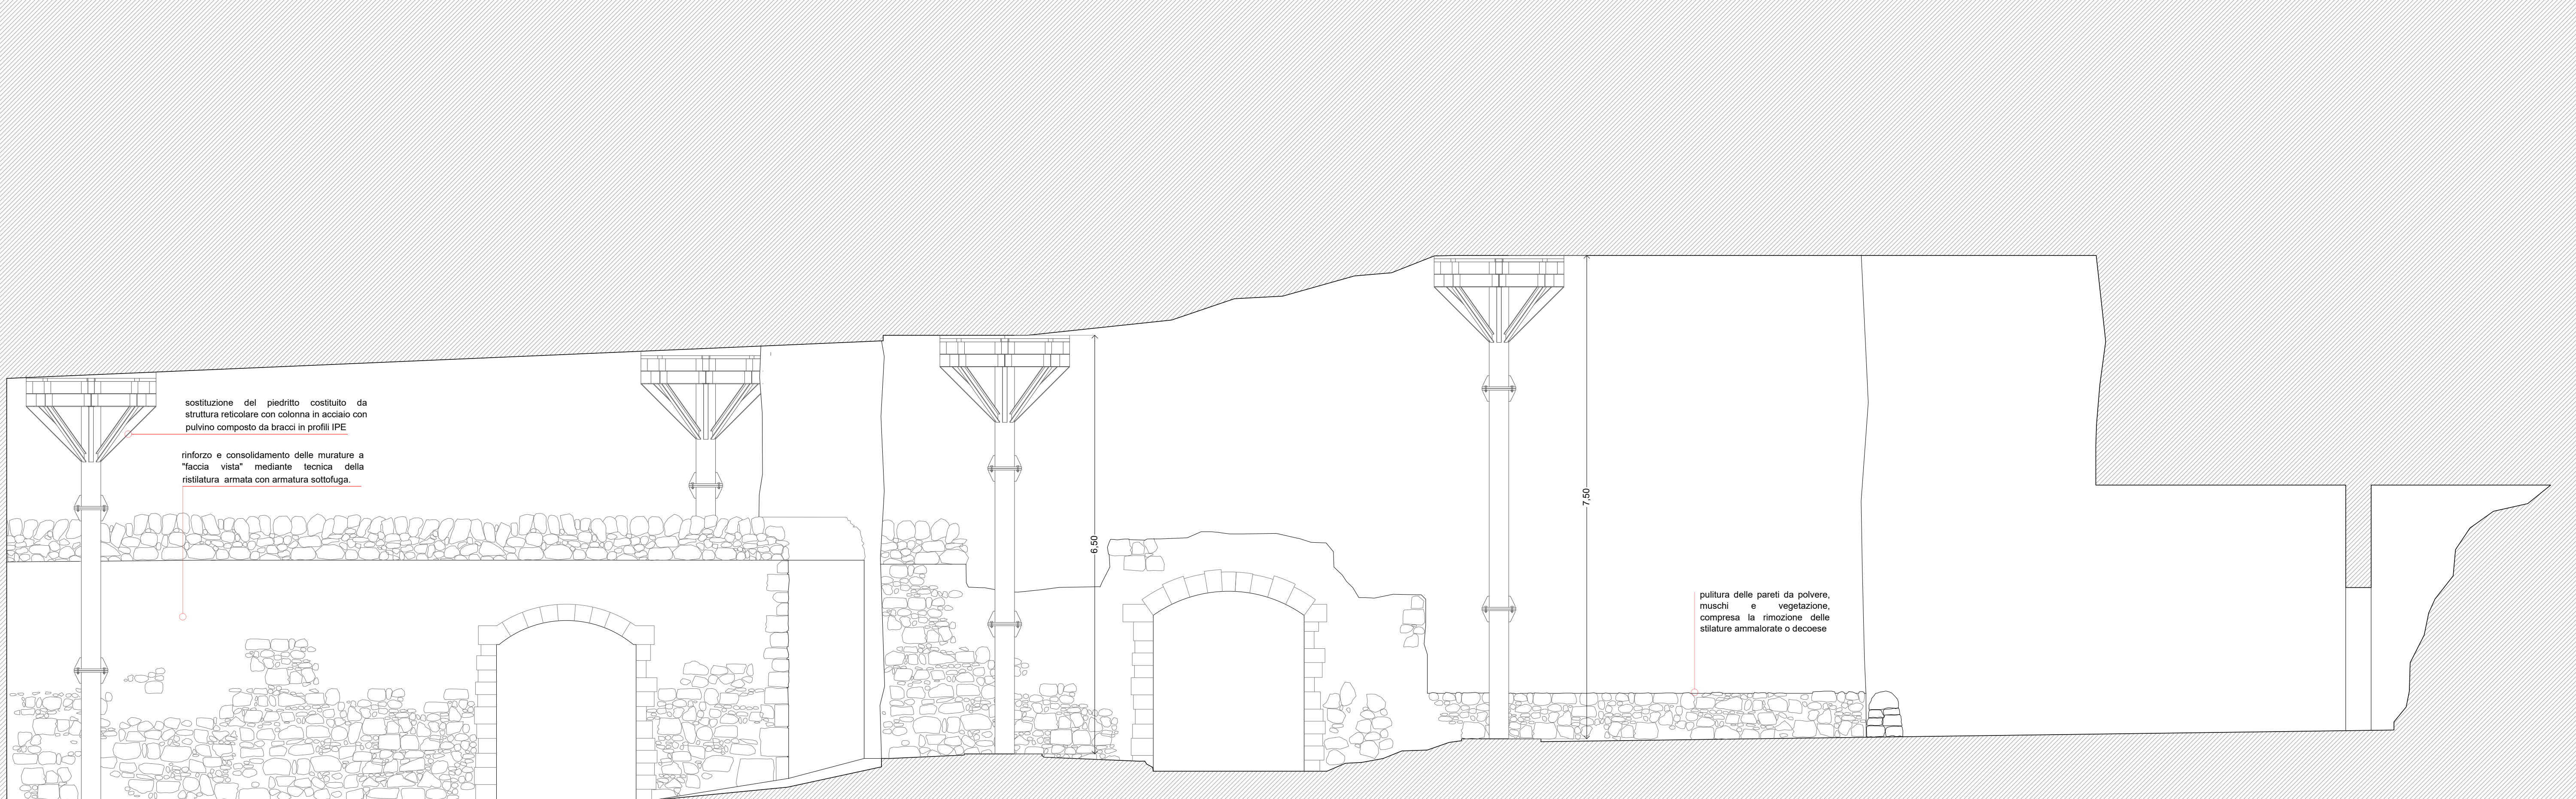 sostituzione del piedritto costituito da
struttura reticolare con colonna in acciaio con
pulvino composto da bracci in profili IPE
rinforzo e consolidamento delle murature a
"faccia vista" mediante tecnica della
ristilatura armata con armatura sottofuga.
6,50
7,50
pulitura delle pareti da polvere,
muschi e vegetazione,
compresa la rimozione delle
stilature ammalorate o decoese